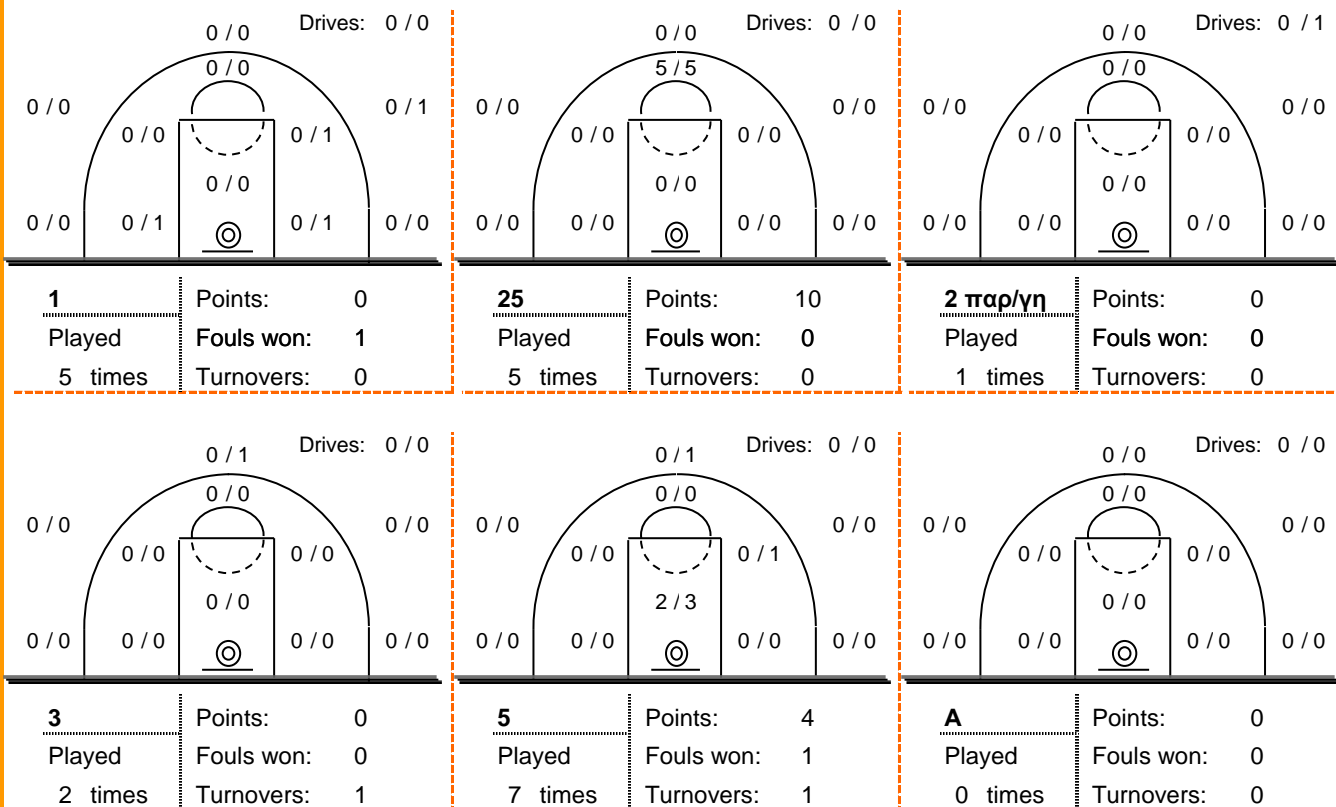 0 / 0 Drives: 0 / 0
0 / 0
0 / 0 0 / 1
0 / 0 0 / 1
0 / 0
0 / 0 0 / 1 0 / 1 0 / 0
1 Points: 0
Played Fouls won: 1
5 times Turnovers: 0
0 / 0 Drives: 0 / 0
5 / 5
0 / 0 0 / 0
0 / 0 0 / 0
0 / 0
0 / 0 0 / 0 0 / 0 0 / 0
25 Points: 10
Played Fouls won: 0
5 times Turnovers: 0
0 / 0 Drives: 0 / 1
0 / 0
0 / 0 0 / 0
0 / 0 0 / 0
0 / 0
0 / 0 0 / 0 0 / 0 0 / 0
2 παρ/γη Points: 0
Played Fouls won: 0
1 times Turnovers: 0
0 / 1 Drives: 0 / 0
0 / 0
0 / 0 0 / 0
0 / 0 0 / 0
0 / 0
0 / 0 0 / 0 0 / 0 0 / 0
3 Points: 0
Played Fouls won: 0
2 times Turnovers: 1
0 / 1 Drives: 0 / 0
0 / 0
0 / 0 0 / 0
0 / 0 0 / 1
2 / 3
0 / 0 0 / 0 0 / 0 0 / 0
5 Points: 4
Played Fouls won: 1
7 times Turnovers: 1
0 / 0 Drives: 0 / 0
0 / 0
0 / 0 0 / 0
0 / 0 0 / 0
0 / 0
0 / 0 0 / 0 0 / 0 0 / 0
A Points: 0
Played Fouls won: 0
0 times Turnovers: 0